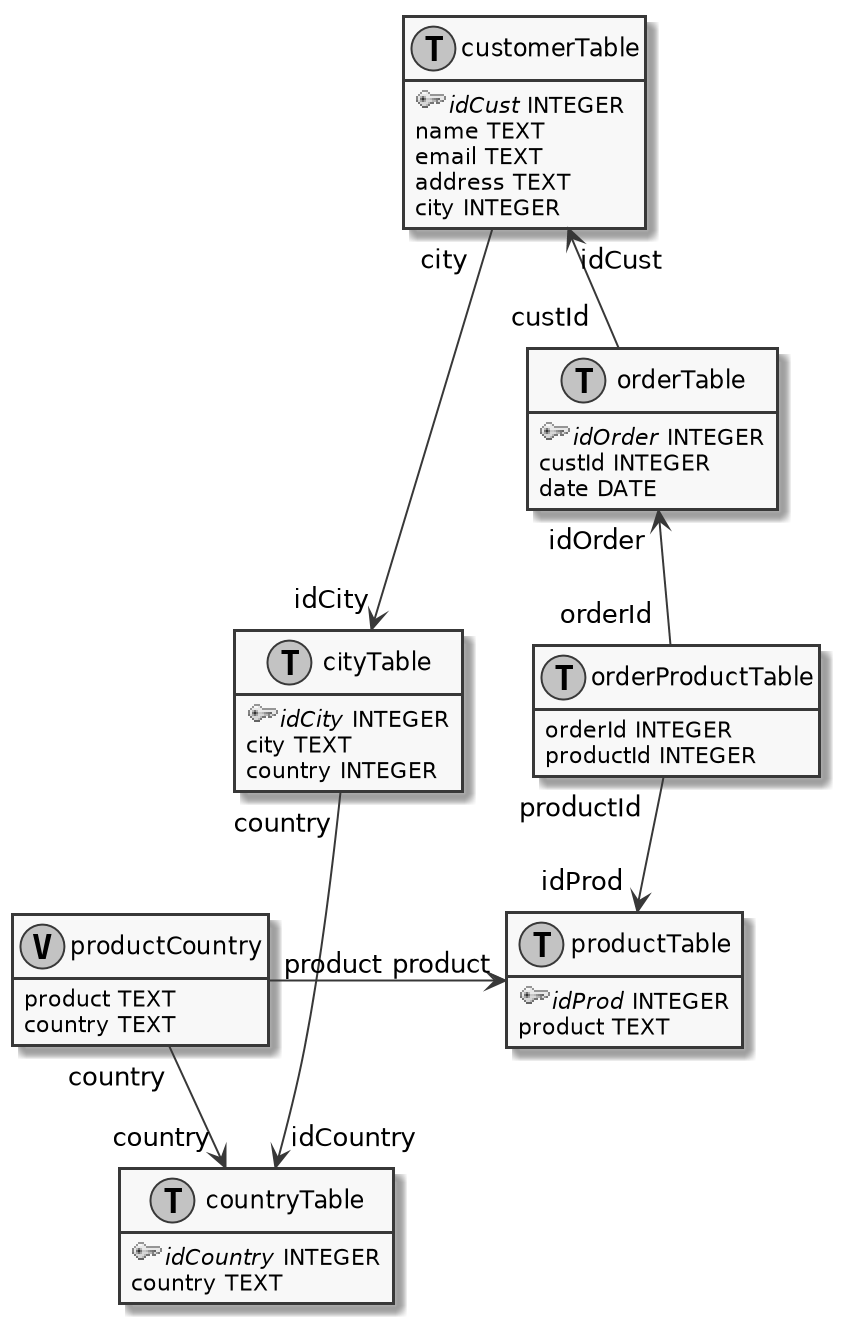 T customerTable
idCust INTEGER
name TEXT
email TEXT
address TEXT
city INTEGER
city
idCust
custId
T orderTable
idOrder INTEGER
custId INTEGER
date DATE
idOrder
idCity
orderId
T cityTable
idCity INTEGER
city TEXT
country INTEGER
T orderProductTable
orderId INTEGER
productId INTEGER
country
productId
idProd
V productCountry
product TEXT
country TEXT
product product
T productTable
idProd INTEGER
product TEXT
country
country
idCountry
T countryTable
idCountry INTEGER
country TEXT